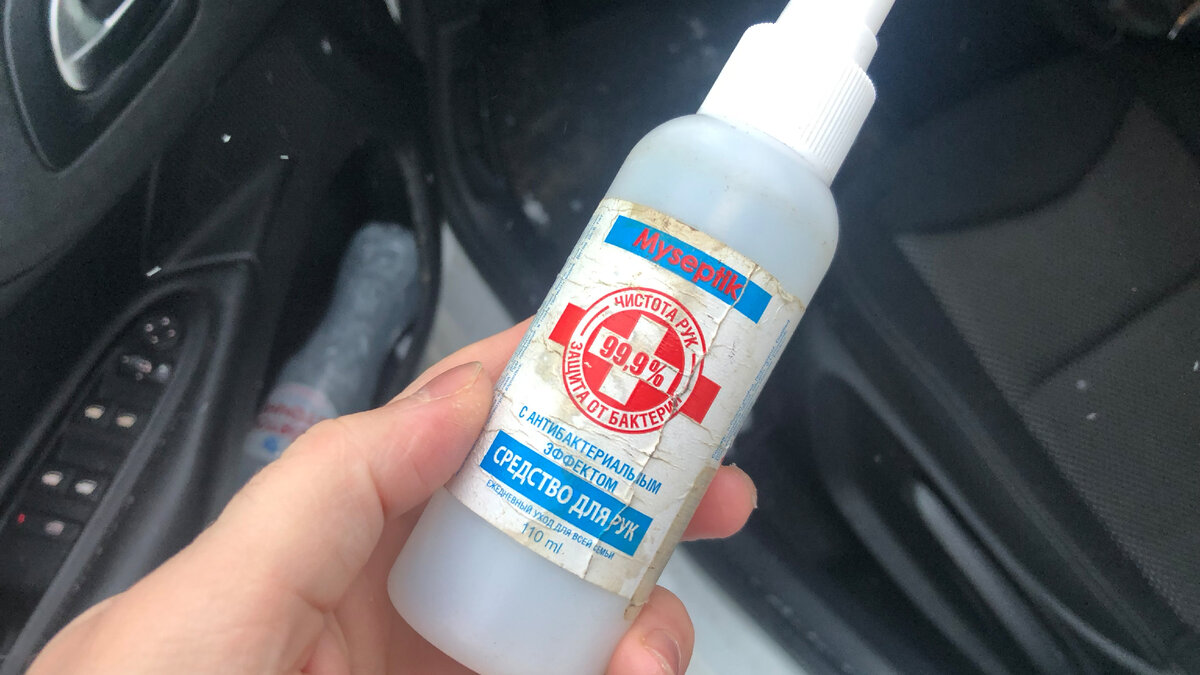 Myseptik
ЧИСТОТА РУК
99,9%
ЗАЩИТА ОТ БАКТЕРИЙ
С АНТИБАКТЕРИАЛЬНЫМ
ЭФФЕКТОМ
СРЕДСТВО ДЛЯ РУК
ЕЖЕДНЕВНЫЙ УХОД ДЛЯ ВСЕЙ СЕМЬИ
110 ml.